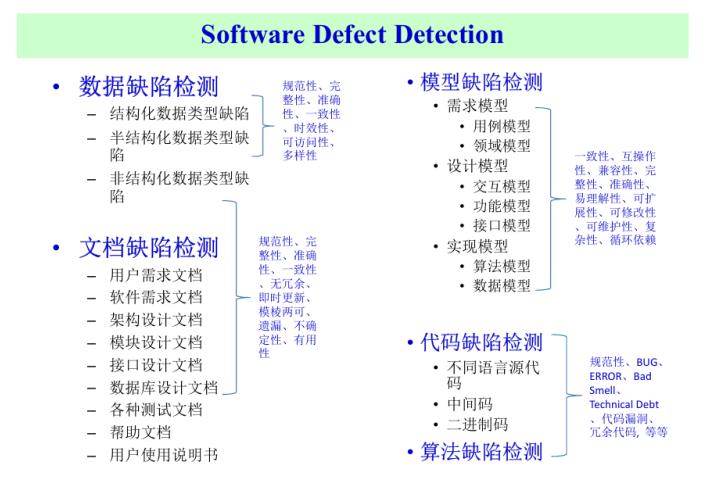 Software Defect Detection
• 数据缺陷检测
– 结构化数据类型缺陷
– 半结构化数据类型缺
陷
– 非结构化数据类型缺
陷
规范性、完
整性、准确
性、一致性
、时效性、
可访问性、
多样性
• 文档缺陷检测
– 用户需求文档
– 软件需求文档
– 架构设计文档
– 模块设计文档
– 接口设计文档
– 数据库设计文档
– 各种测试文档
– 帮助文档
– 用户使用说明书
规范性、完
整性、准确
性、一致性
、无冗余、
即时更新、
模棱两可、
遗漏、不确
定性、有用
性
• 模型缺陷检测
• 需求模型
• 用例模型
• 领域模型
• 设计模型
• 交互模型
• 功能模型
• 接口模型
• 实现模型
• 算法模型
• 数据模型
一致性、互操作
性、兼容性、完
整性、准确性、
易理解性、可扩
展性、可修改性
、可维护性、复
杂性、循环依赖
• 代码缺陷检测
• 不同语言源代
码
• 中间码
• 二进制码
• 算法缺陷检测
规范性、BUG、
ERROR、Bad
Smell、
Technical Debt
、代码漏洞、
冗余代码, 等等